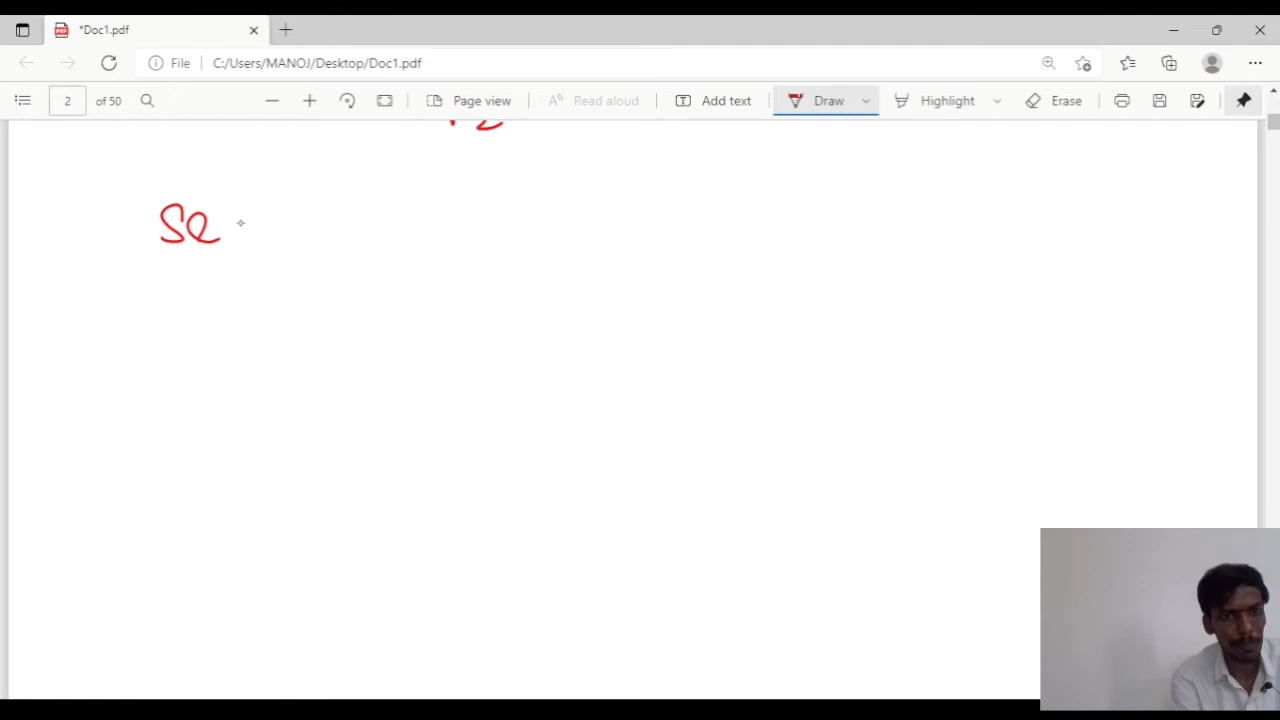 *Doc1.pdf
File C:/Users/MANOJ/Desktop/Doc1.pdf
2 of 50 Page view Read aloud Add text Draw Highlight Erase
Se